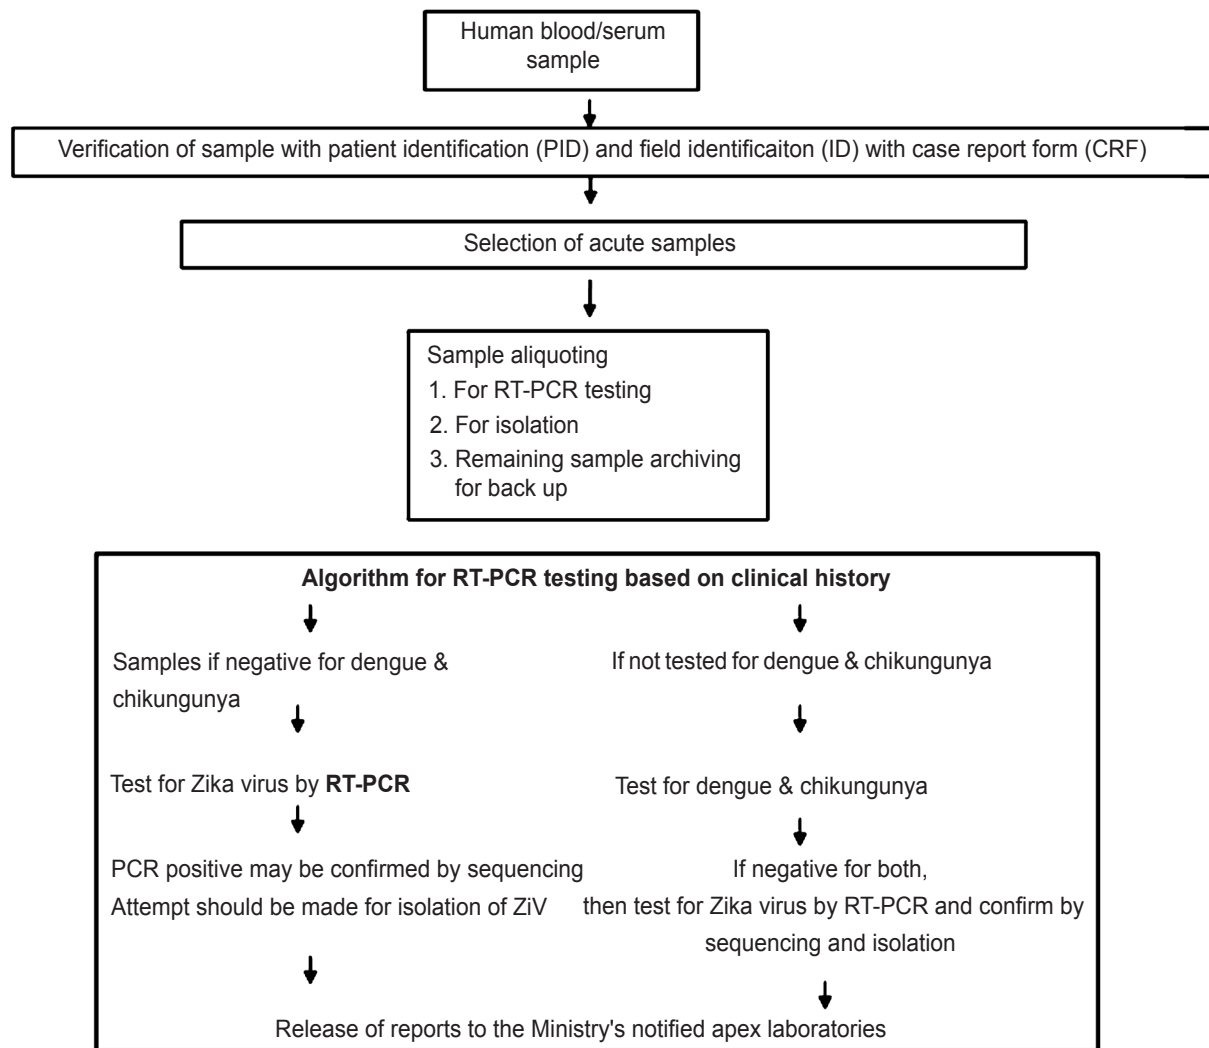 Human blood/serum
sample
Verification of sample with patient identification (PID) and field identificaiton (ID) with case report form (CRF)
Selection of acute samples
Sample aliquoting
1. For RT-PCR testing
2. For isolation
3. Remaining sample archiving
for back up
Algorithm for RT-PCR testing based on clinical history
Samples if negative for dengue &
chikungunya
Test for Zika virus by RT-PCR
PCR positive may be confirmed by sequencing
Attempt should be made for isolation of ZiV
If not tested for dengue & chikungunya
Test for dengue & chikungunya
If negative for both,
then test for Zika virus by RT-PCR and confirm by
sequencing and isolation
Release of reports to the Ministry's notified apex laboratories